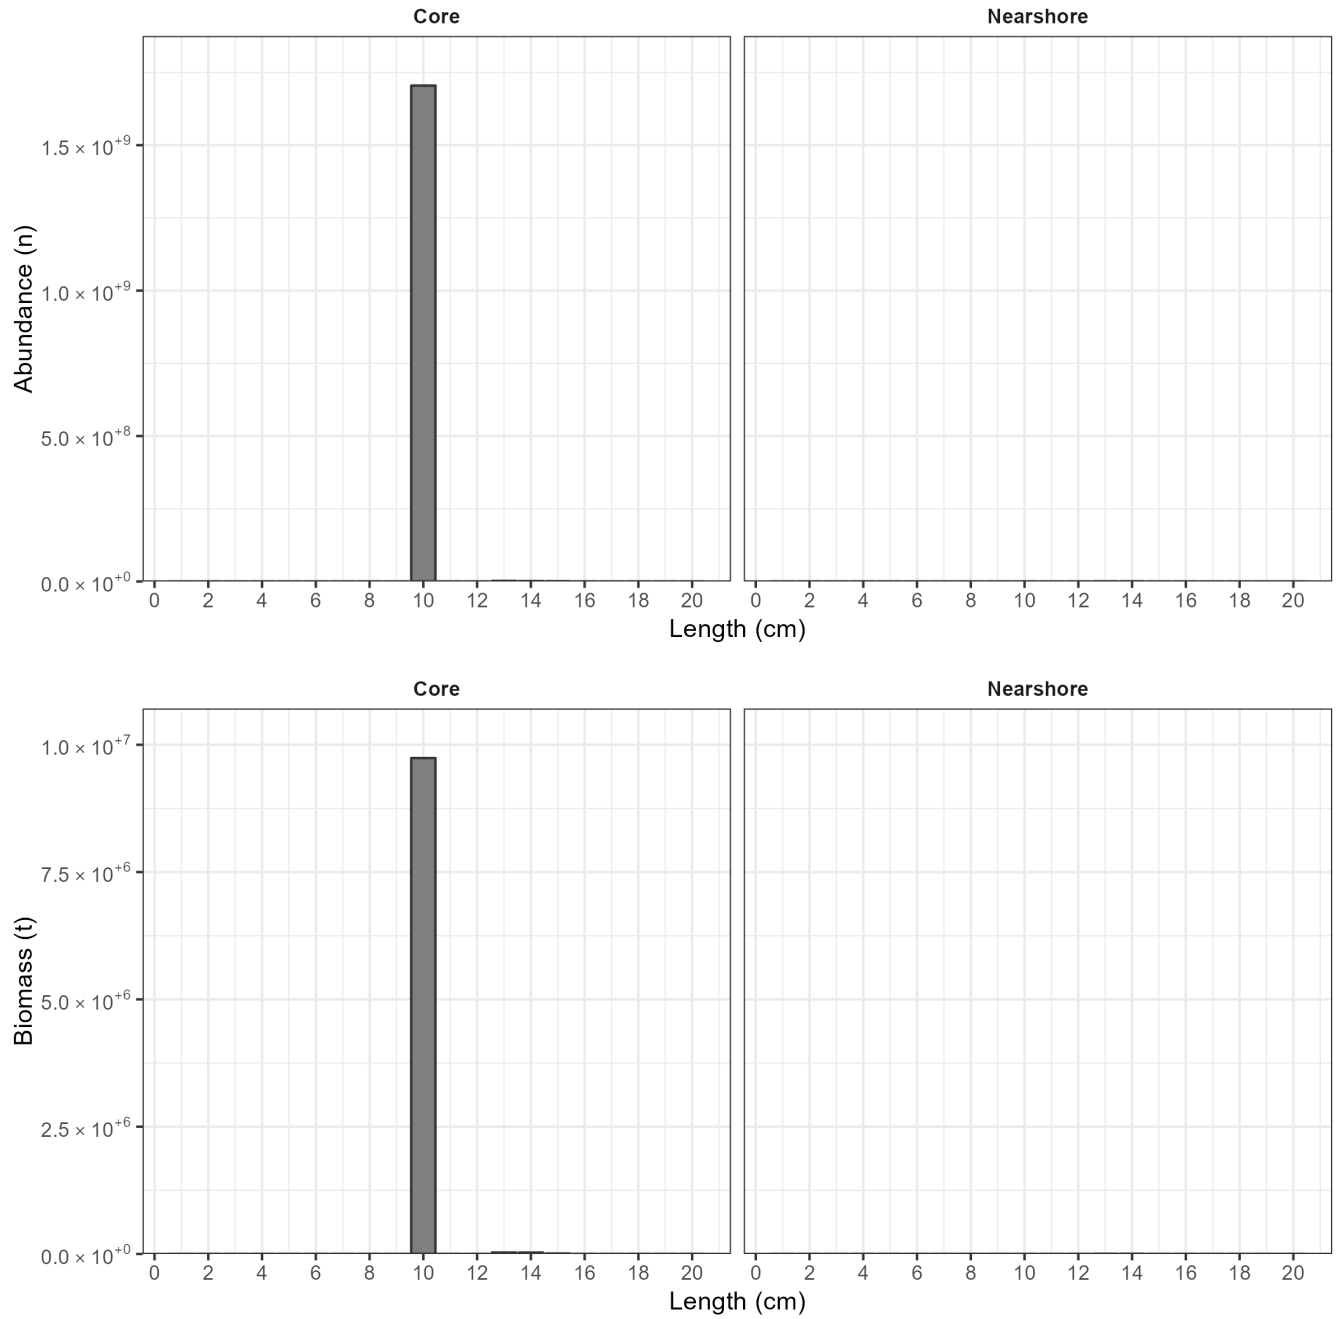 Core Nearshore
1.5 × 10⁺⁹
1.0 × 10⁺⁹
5.0 × 10⁺⁸
0.0 × 10⁺⁰
Abundance (n)
0 2 4 6 8 10 12 14 16 18 20 0 2 4 6 8 10 12 14 16 18 20
Length (cm)
Core Nearshore
1.0 × 10⁺⁷
7.5 × 10⁺⁶
5.0 × 10⁺⁶
2.5 × 10⁺⁶
0.0 × 10⁺⁰
Biomass (t)
0 2 4 6 8 10 12 14 16 18 20 0 2 4 6 8 10 12 14 16 18 20
Length (cm)